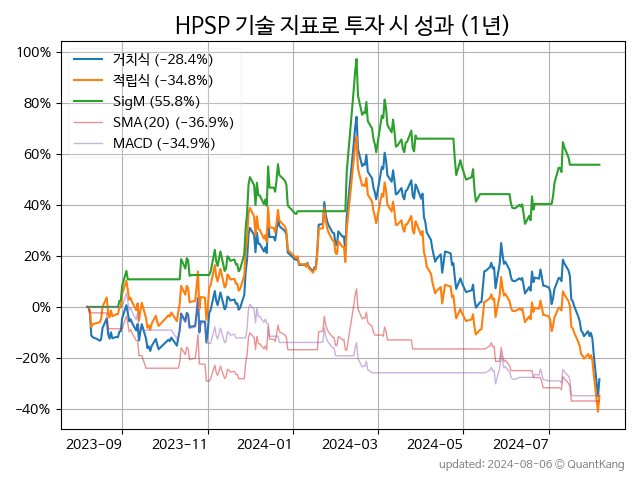 HPSP 기술 지표로 투자 시 성과 (1년)
거치식 (-28.4%)
적립식 (-34.8%)
SigM (55.8%)
SMA(20) (-36.9%)
MACD (-34.9%)
100%
80%
60%
40%
20%
0%
-20%
-40%
2023-09 2023-11 2024-01 2024-03 2024-05 2024-07
updated: 2024-08-06 © QuantKang